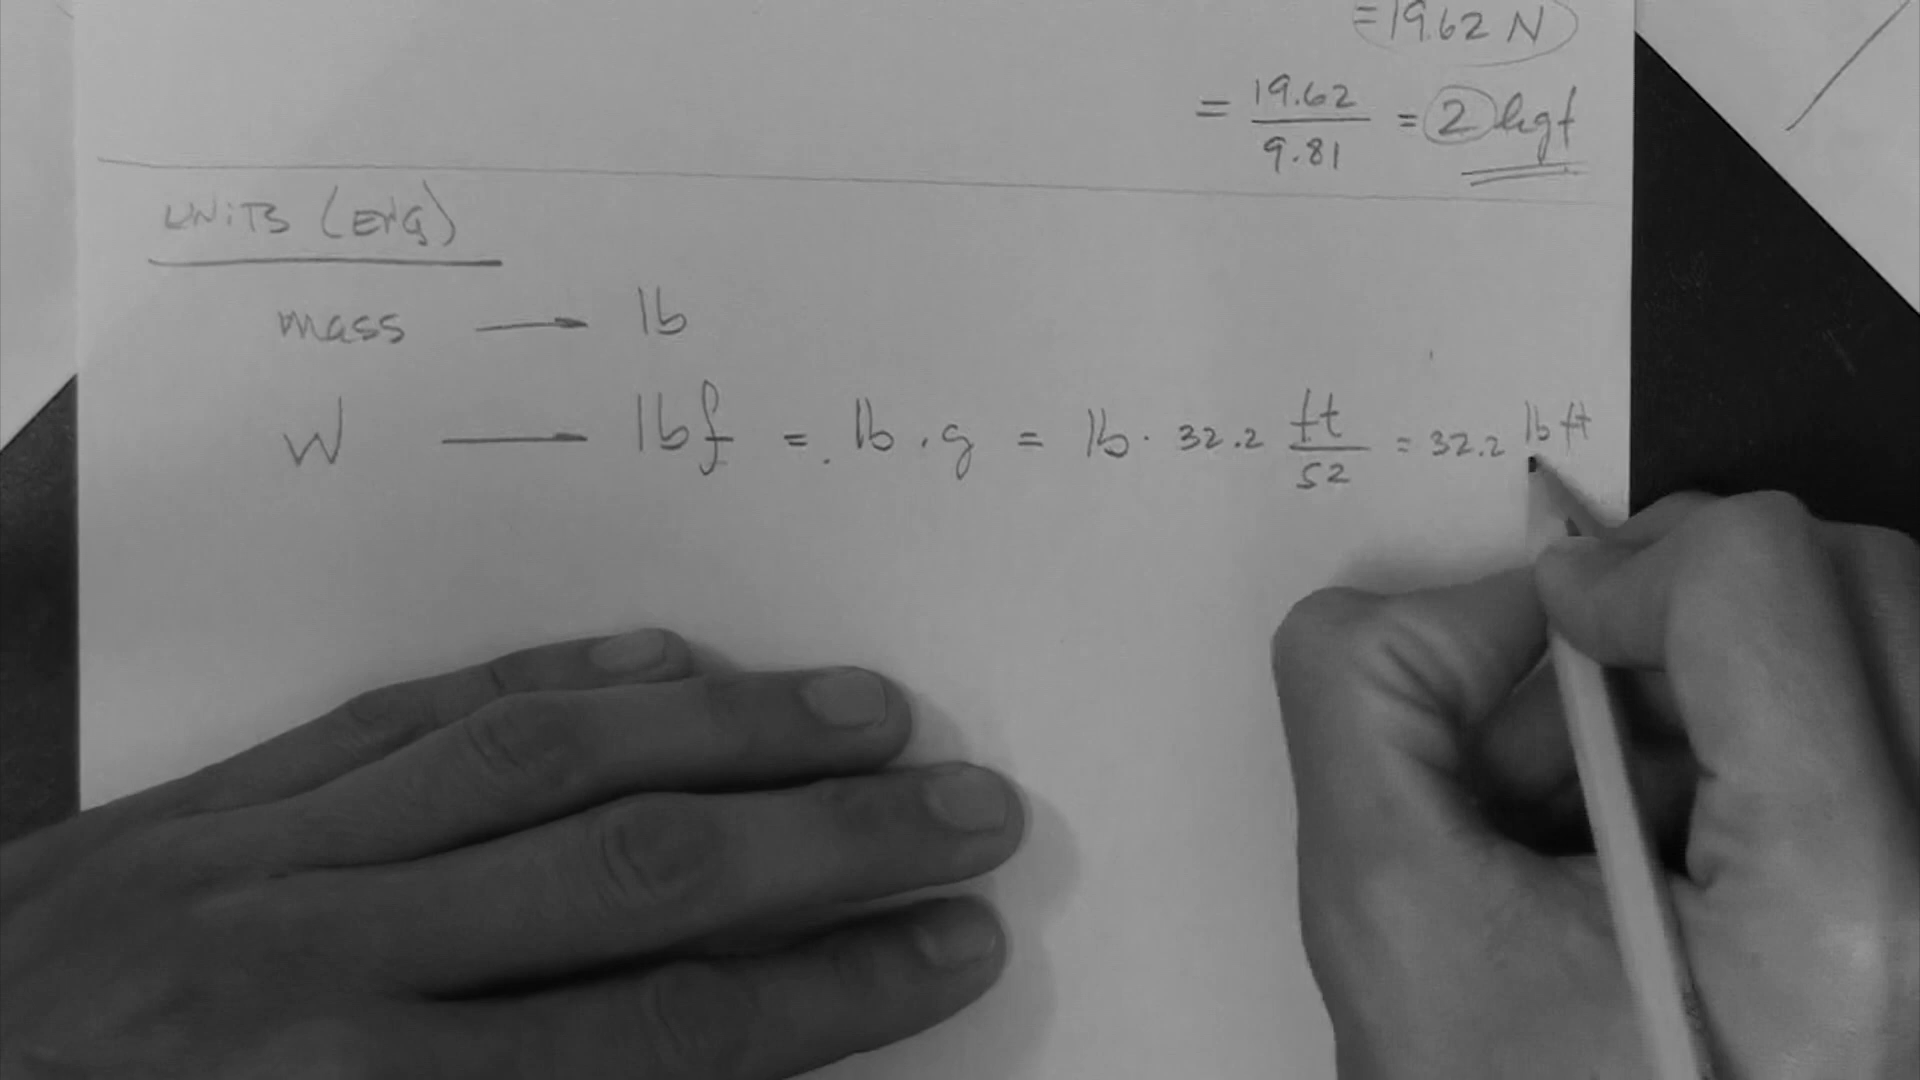 = 19.62 N
= 19.62 / 9.81 = 2 kgf
UNITS (ENG)
mass → lb
W → lbf = lb . g = lb . 32.2 ft / s2 = 32.2 lb ft